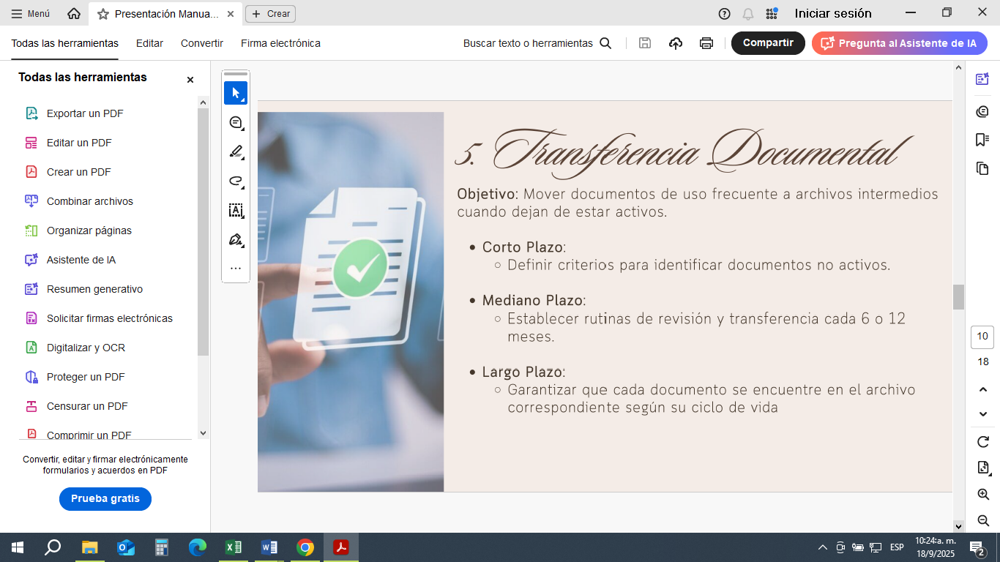 Menú
Presentación Manua...
Crear
Iniciar sesión
Todas las herramientas
Editar
Convertir
Firma electrónica
Buscar texto o herramientas
Compartir
Pregunta al Asistente de IA
Todas las herramientas
Exportar un PDF
Editar un PDF
Crear un PDF
Combinar archivos
Organizar páginas
Asistente de IA
Resumen generativo
Solicitar firmas electrónicas
Digitalizar y OCR
Proteger un PDF
Censurar un PDF
Comprimir un PDF
Convertir, editar y firmar electrónicamente
formularios y acuerdos en PDF
Prueba gratis
5. Transferencia Documental
Objetivo: Mover documentos de uso frecuente a archivos intermedios
cuando dejan de estar activos.
Corto Plazo:
Definir criterios para identificar documentos no activos.
Mediano Plazo:
Establecer rutinas de revisión y transferencia cada 6 o 12
meses.
Largo Plazo:
Garantizar que cada documento se encuentre en el archivo
correspondiente según su ciclo de vida
10
18
ESP
10:24 a. m.
18/9/2025
2